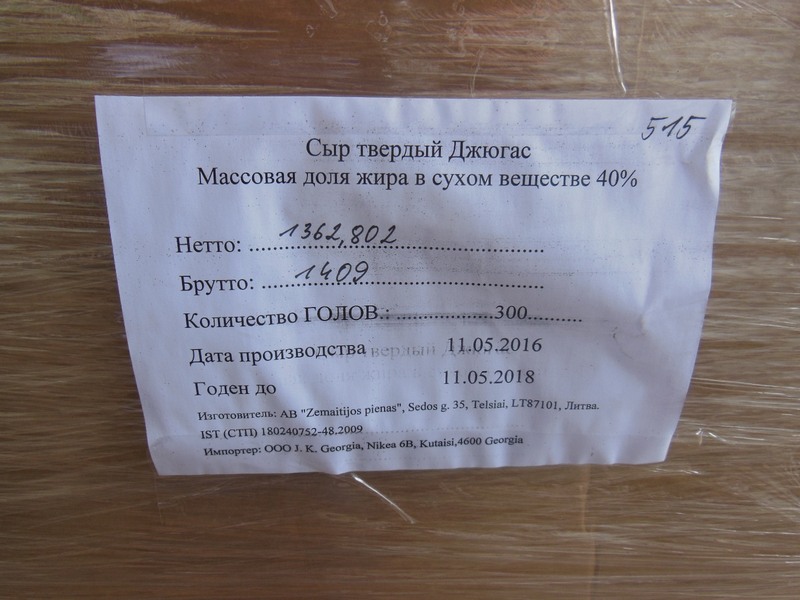 515
Сыр твердый Джюгас
Массовая доля жира в сухом веществе 40%
Нетто: ....1362,802..........................
Брутто: ......1409..............................
Количество ГОЛОВ.: ..................300..........
Дата производства 11.05.2016
Годен до 11.05.2018
Изготовитель: AB "Zemaitijos pienas", Sedos g. 35, Telsiai, LT87101, Литва.
IST (СТП) 180240752-48.2009
Импортер: ООО J. K. Georgia, Nikea 6B, Kutaisi,4600 Georgia